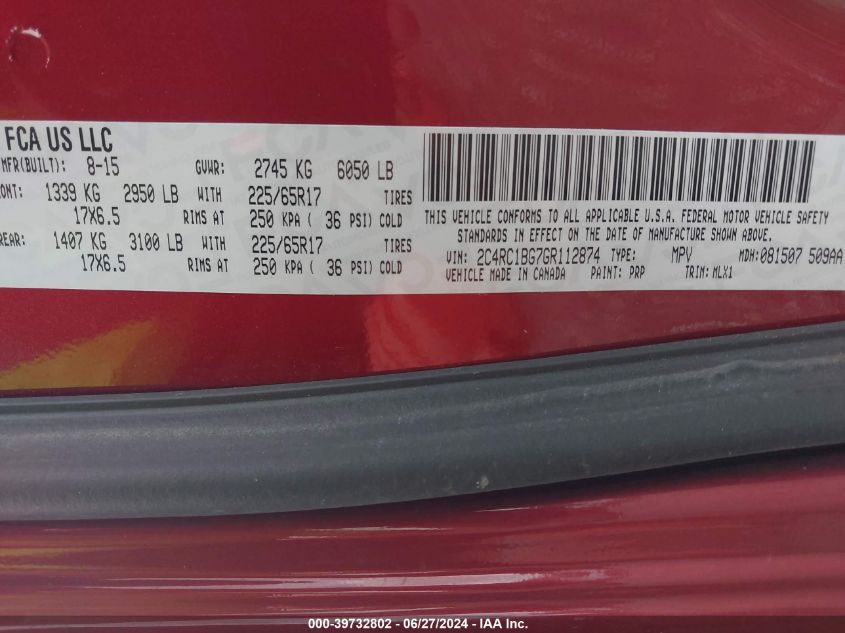 FCA US LLC
MFR(BUILT): 8-15 GVWR: 2745 KG 6050 LB
ONT: 1339 KG 2950 LB WITH 225/65R17 TIRES
17X6.5 RIMS AT 250 KPA ( 36 PSI) COLD
REAR: 1407 KG 3100 LB WITH 225/65R17 TIRES
17X6.5 RIMS AT 250 KPA ( 36 PSI) COLD
THIS VEHICLE CONFORMS TO ALL APPLICABLE U.S.A. FEDERAL MOTOR VEHICLE SAFETY
STANDARDS IN EFFECT ON THE DATE OF MANUFACTURE SHOWN ABOVE.
VIN: 2C4RC1BG7GR112874 TYPE: MPV MDH:081507 509AA
VEHICLE MADE IN CANADA PAINT: PRP TRIM: MLX1
000-39732802 - 06/27/2024 - IAA Inc.